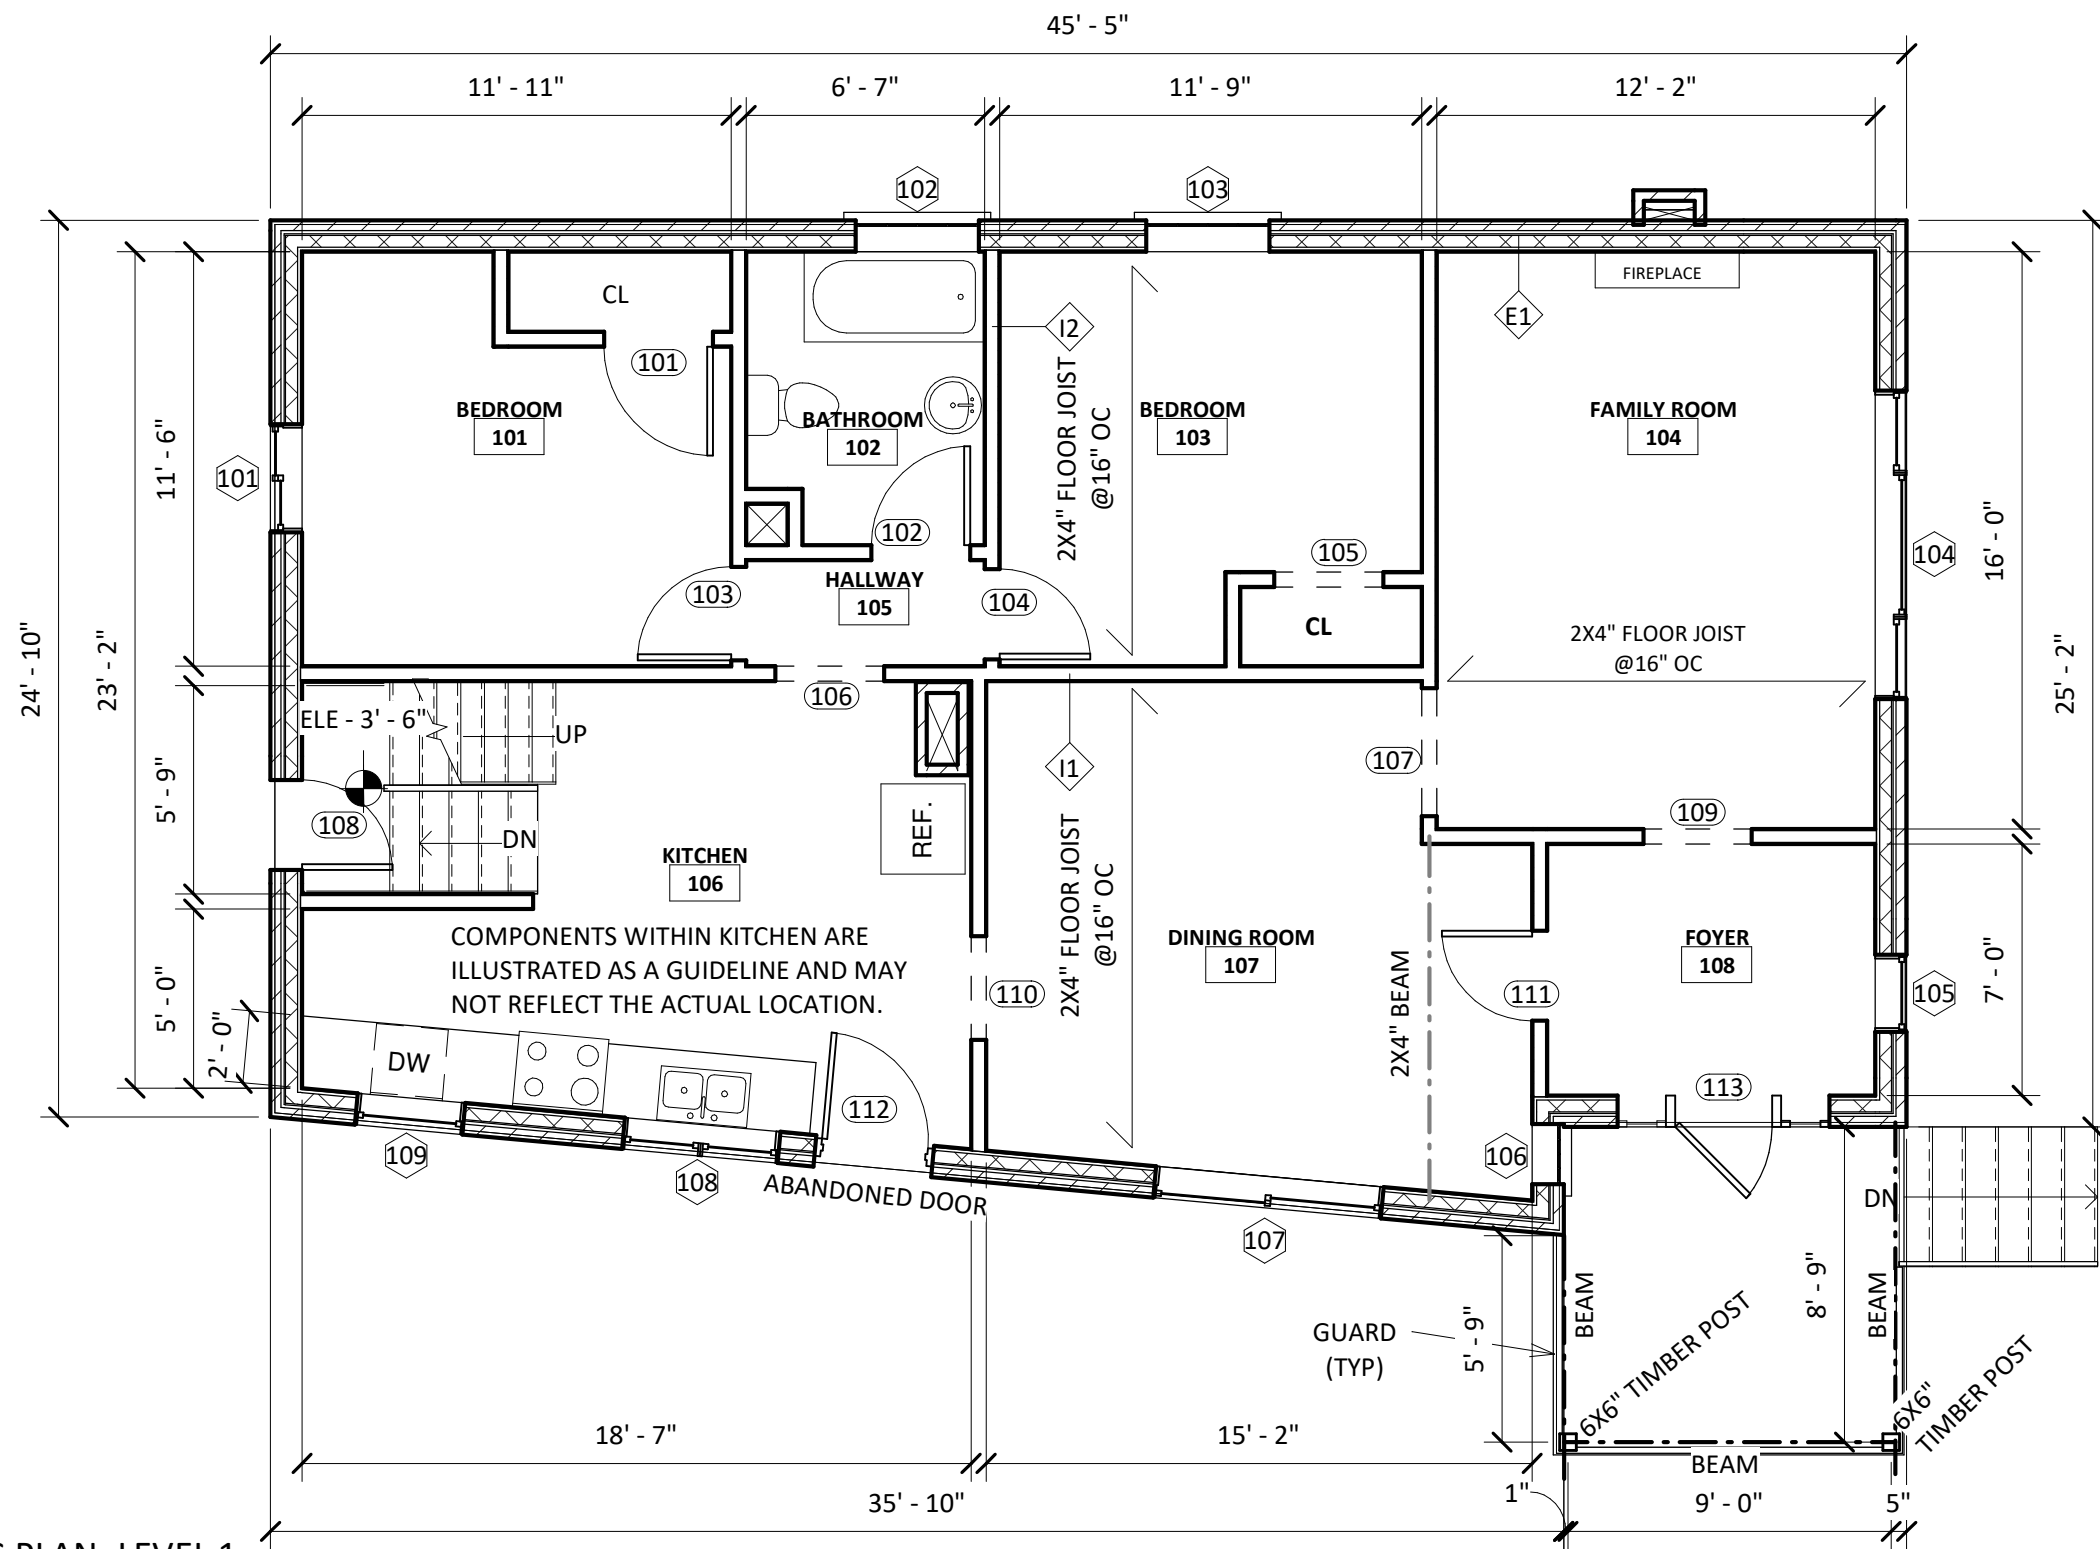 45' - 5"
11' - 11"
6' - 7"
11' - 9"
12' - 2"
102
103
CL
FIREPLACE
I2
E1
101
BEDROOM
101
BATHROOM
102
BEDROOM
103
FAMILY ROOM
104
2X4" FLOOR JOIST
@16" OC
11' - 6"
101
102
105
104
16' - 0"
HALLWAY
105
103
104
CL
2X4" FLOOR JOIST
@16" OC
24' - 10"
23' - 2"
25' - 2"
106
ELE - 3' - 6"
UP
107
I1
5' - 9"
108
DN
REF.
109
KITCHEN
106
2X4" FLOOR JOIST
@16" OC
COMPONENTS WITHIN KITCHEN ARE
ILLUSTRATED AS A GUIDELINE AND MAY
NOT REFLECT THE ACTUAL LOCATION.
DINING ROOM
107
FOYER
108
2X4" BEAM
110
111
105
7' - 0"
5' - 0"
2' - 0"
DW
112
113
109
108
106
ABANDONED DOOR
107
DN
8' - 9"
BEAM
BEAM
5' - 9"
GUARD
(TYP)
6X6" TIMBER POST
6X6"
TIMBER POST
18' - 7"
15' - 2"
BEAM
35' - 10"
1"
9' - 0"
5"
PLAN LEVEL 1